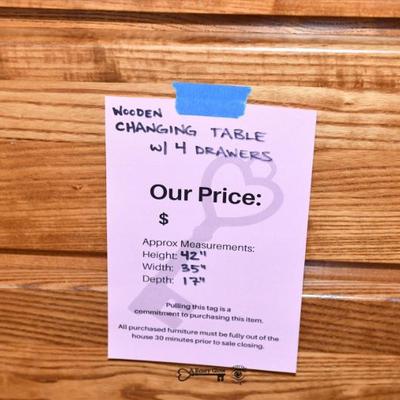 WOODEN
CHANGING TABLE
W/ 4 DRAWERS
Our Price:
$
Approx Measurements:
Height: 42"
Width: 35"
Depth: 17"
Pulling this tag is a
commitment to purchasing this item.
All purchased furniture must be fully out of the
house 30 minutes prior to sale closing.